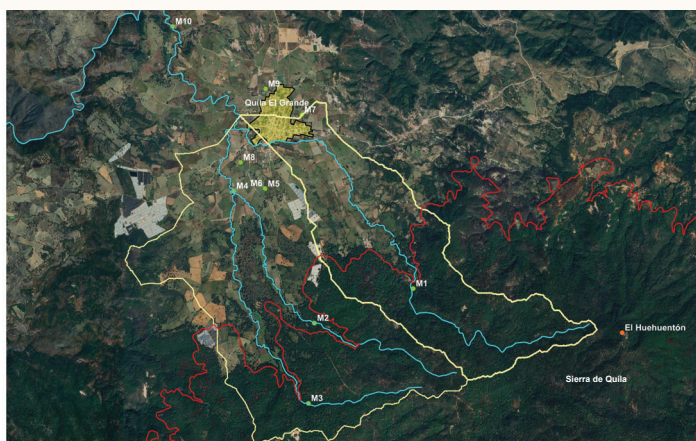 M10
M9
Quila El Grande
M7
M8
M6
M5
M4
M1
M2
El Huehuentón
Sierra de Quila
M3